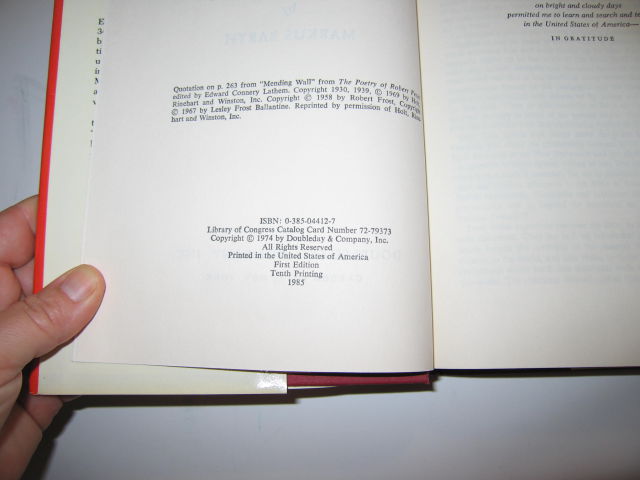 Quotation on p. 263 from "Mending Wall" from The Poetry of Robert
edited by Edward Connery Lathem. Copyright 1930, 1939, © 1969 by
Rinehart and Winston, Inc. Copyright © 1958 by Robert Frost,
© 1967 by Lesley Frost Ballantine. Reprinted by permission of Holt,
hart and Winston, Inc.
ISBN: 0-385-04412-7
Library of Congress Catalog Card Number 72-79373
Copyright © 1974 by Doubleday & Company, Inc.
All Rights Reserved
Printed in the United States of America
First Edition
Tenth Printing
1985
on bright and cloudy days
permitted me to learn and search and
in the United States of America—
IN GRATITUDE